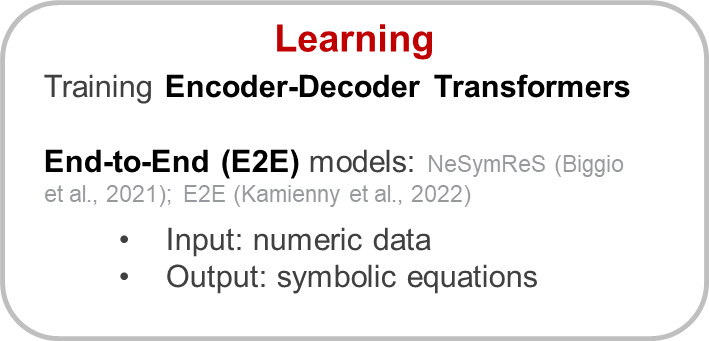 Learning
Training Encoder-Decoder Transformers
End-to-End (E2E) models: NeSymReS (Biggio
et al., 2021); E2E (Kamienny et al., 2022)
• Input: numeric data
• Output: symbolic equations